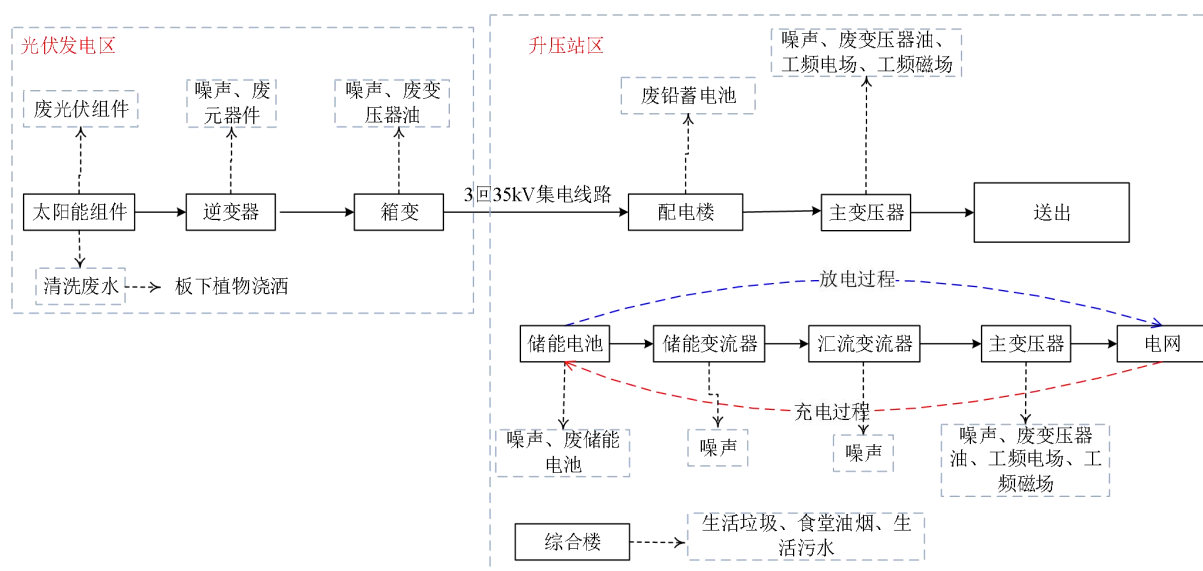 光伏发电区
升压站区
噪声、废变压器油、
工频电场、工频磁场
废光伏组件
噪声、废
元器件
噪声、废变
压器油
废铅蓄电池
太阳能组件
逆变器
箱变
3回35kV集电线路
配电楼
主变压器
送出
清洗废水
板下植物浇洒
放电过程
储能电池
储能变流器
汇流变流器
主变压器
电网
充电过程
噪声、废储能
电池
噪声
噪声
噪声、废变压器
油、工频电场、工
频磁场
综合楼
生活垃圾、食堂油烟、生
活污水